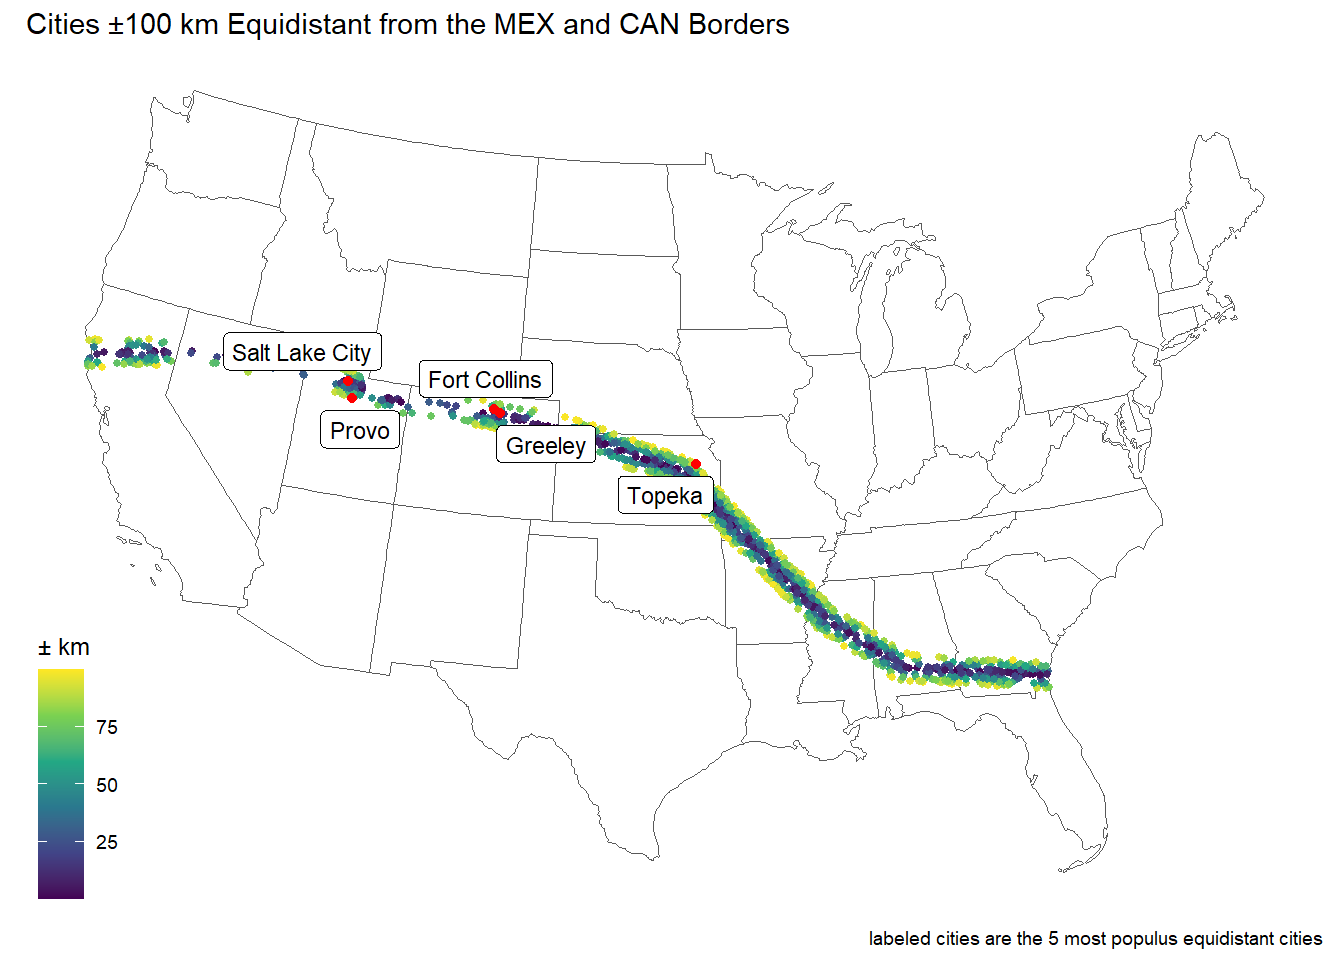 Cities ±100 km Equidistant from the MEX and CAN Borders
Salt Lake City
Fort Collins
Provo
Greeley
Topeka
± km
75
50
25
labeled cities are the 5 most populus equidistant cities